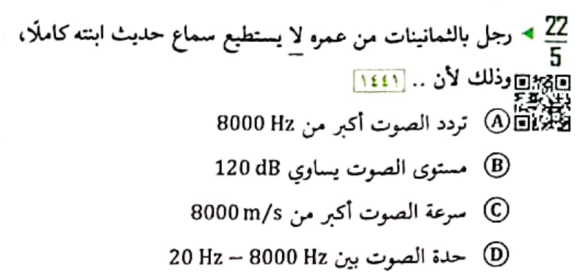 22/5 ◄ رجل بالثمانينات من عمره لا يستطيع سماع حديث ابنته كاملًا،
وذلك لأن .. ١٤٤١
Ⓐ تردد الصوت أكبر من 8000 Hz
Ⓑ مستوى الصوت يساوي 120 dB
Ⓒ سرعة الصوت أكبر من 8000 m/s
Ⓓ حدة الصوت بين 20 Hz – 8000 Hz